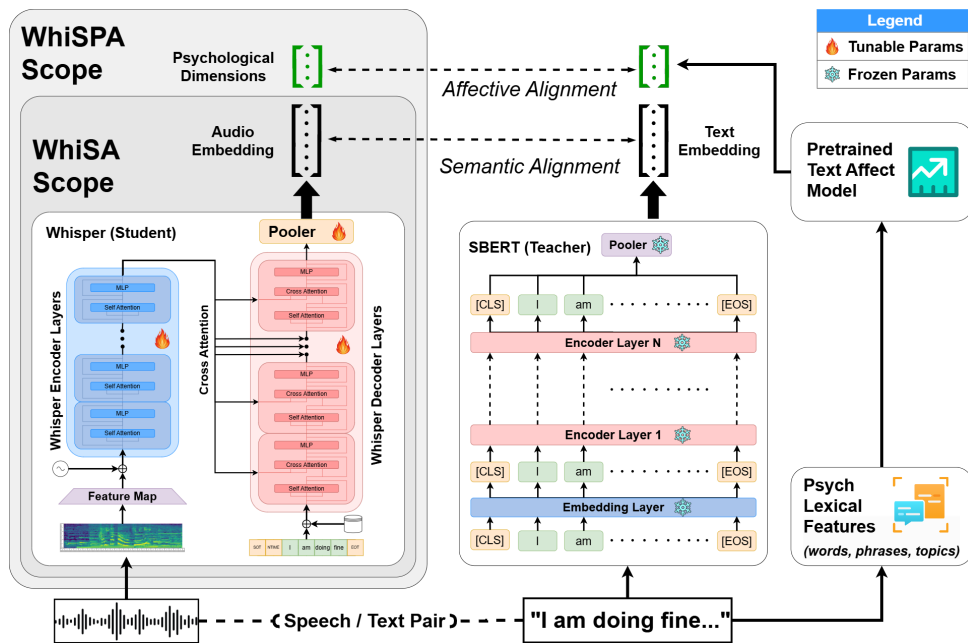 WhiSPA
Scope
Psychological
Dimensions
Affective Alignment
Legend
Tunable Params
Frozen Params
WhiSA
Scope
Audio
Embedding
Semantic Alignment
Text
Embedding
Pretrained
Text Affect
Model
Whisper (Student)
Pooler
Whisper Encoder Layers
MLP
Self Attention
MLP
Self Attention
MLP
Self Attention
Feature Map
Cross Attention
MLP
Cross Attention
Self Attention
MLP
Cross Attention
Self Attention
MLP
Cross Attention
Self Attention
Whisper Decoder Layers
SOT NTIME I am doing fine EOT
SBERT (Teacher)
Pooler
[CLS] I am [EOS]
Encoder Layer N
Encoder Layer 1
[CLS] I am [EOS]
Embedding Layer
[CLS] I am [EOS]
Psych
Lexical
Features
(words, phrases, topics)
Speech / Text Pair
"I am doing fine..."